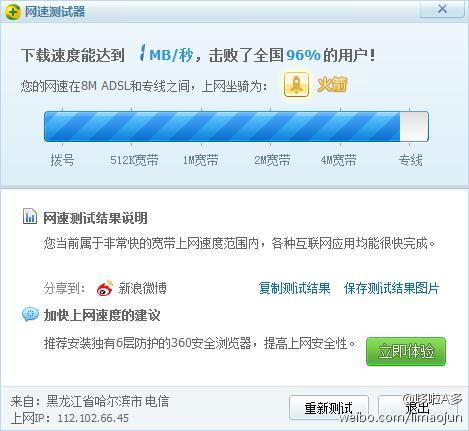 网速测试器
下载速度能达到 1MB/秒，击败了全国96%的用户！
您的网速在8M ADSL和专线之间，上网坐骑为： 火箭
拨号 512K宽带 1M宽带 2M宽带 4M宽带 专线
网速测试结果说明
您当前属于非常快的宽带上网速度范围内，各种互联网应用均能很快完成。
分享到： 新浪微博 复制测试结果 保存测试结果图片
加快上网速度的建议
推荐安装独有6层防护的360安全浏览器，提高上网安全性。 立即体验
来自：黑龙江省哈尔滨市 电信
上网IP：112.102.66.45
重新测试 退出
@哆啦A多
weibo.com/limaojun